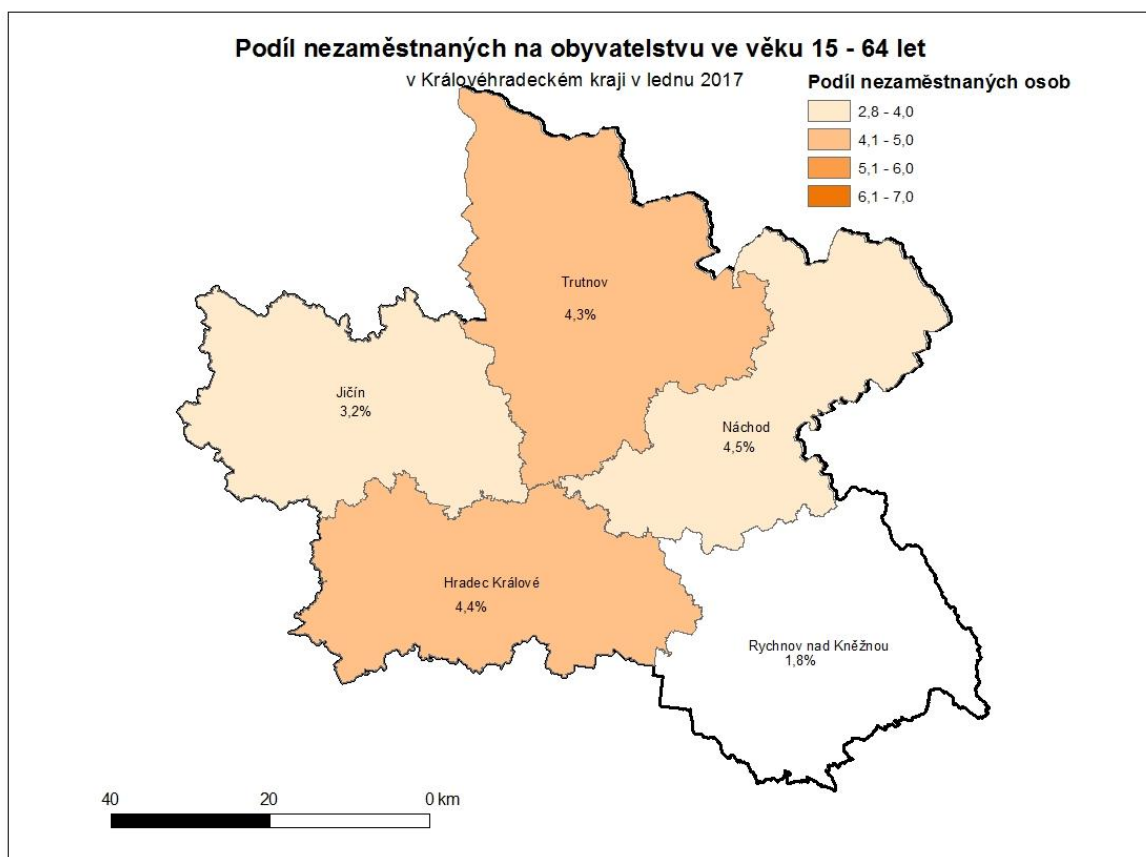 Podíl nezaměstnaných na obyvatelstvu ve věku 15 - 64 let
v Královéhradeckém kraji v lednu 2017
Podíl nezaměstnaných osob
2,8 - 4,0
4,1 - 5,0
5,1 - 6,0
6,1 - 7,0
Trutnov
4,3%
Jičín
3,2%
Náchod
4,5%
Hradec Králové
4,4%
Rychnov nad Kněžnou
1,8%
40 20 0 km